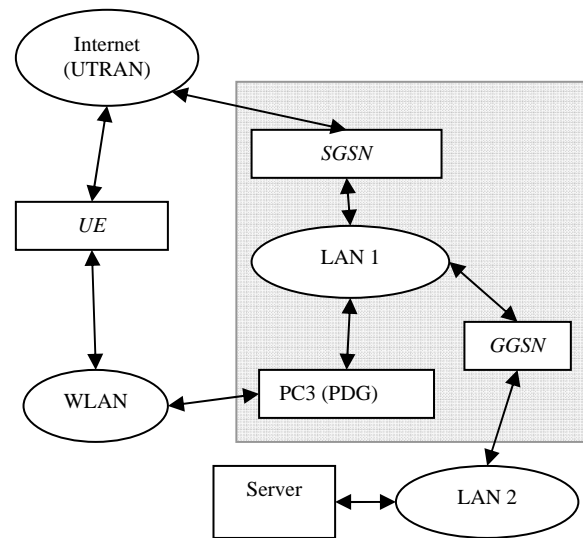 Internet
(UTRAN)
SGSN
UE
LAN 1
GGSN
WLAN
PC3 (PDG)
Server
LAN 2